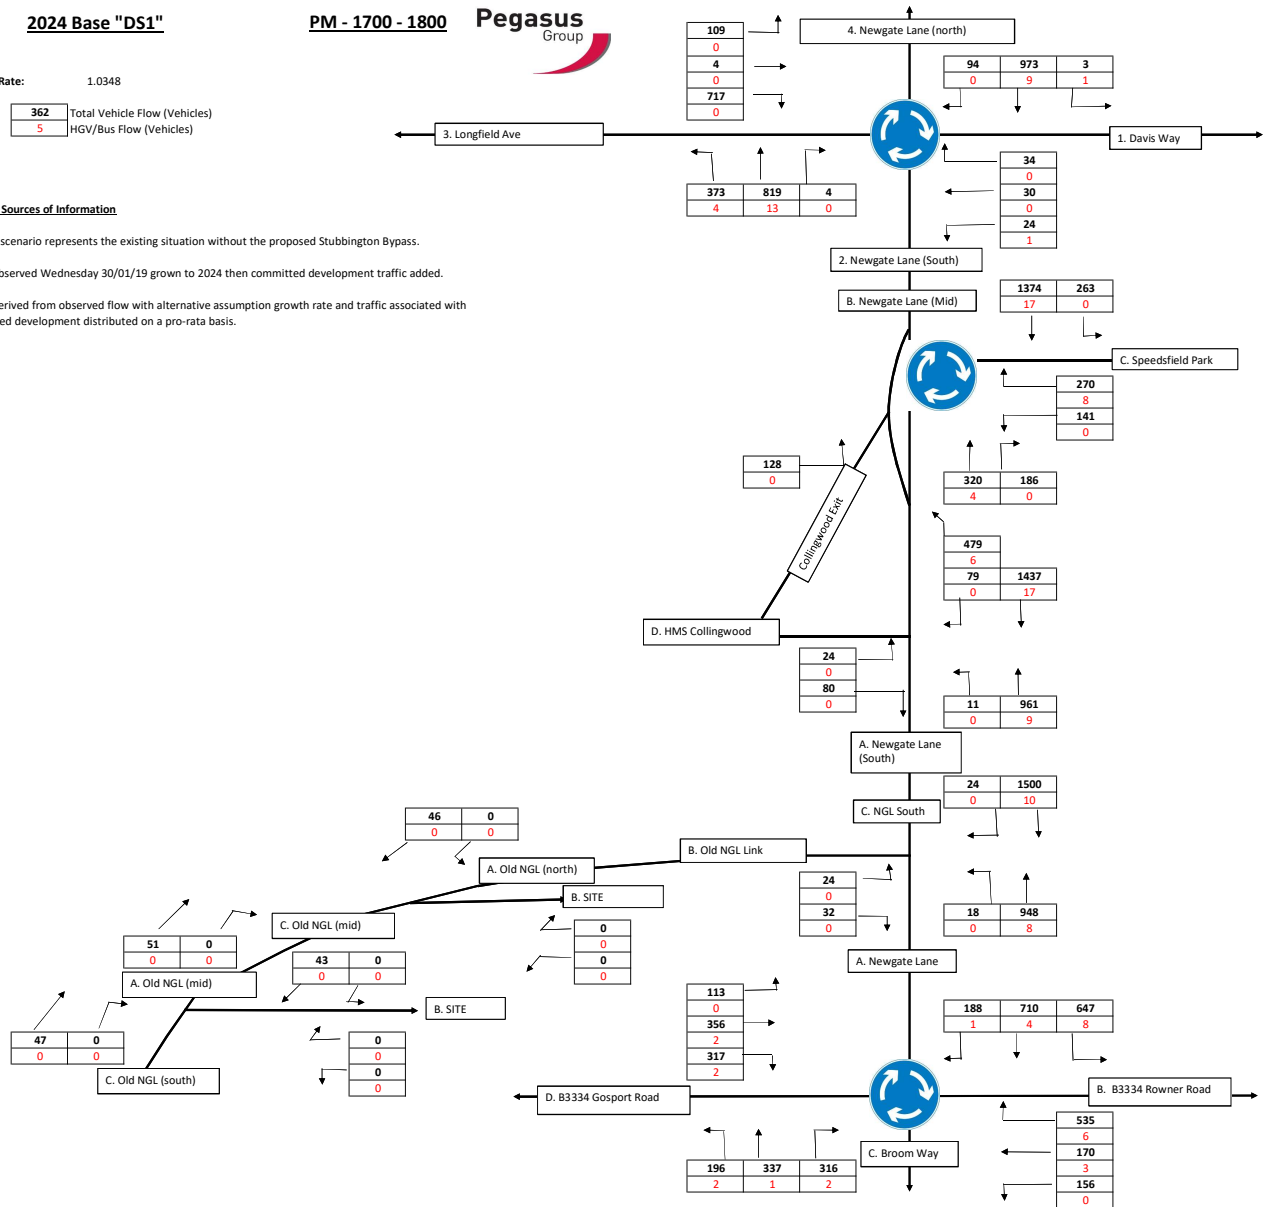 2024 Base "DS1"
PM - 1700 - 1800
Pegasus
Group
Rate: 1.0348
362 Total Vehicle Flow (Vehicles)
5 HGV/Bus Flow (Vehicles)
Sources of Information
scenario represents the existing situation without the proposed Stubbington Bypass.
bserved Wednesday 30/01/19 grown to 2024 then committed development traffic added.
erived from observed flow with alternative assumption growth rate and traffic associated with
ed development distributed on a pro-rata basis.
109
0
4
0
717
0
4. Newgate Lane (north)
94 973 3
0 9 1
3. Longfield Ave
1. Davis Way
373 819 4
4 13 0
34
0
30
0
24
1
2. Newgate Lane (South)
B. Newgate Lane (Mid)
1374 263
17 0
C. Speedsfield Park
270
8
141
0
128
0
320 186
4 0
Collingwood Exit
479
6
79 1437
0 17
D. HMS Collingwood
24
0
80
0
11 961
0 9
A. Newgate Lane
(South)
24 1500
0 10
C. NGL South
46 0
0 0
B. Old NGL Link
A. Old NGL (north)
24
0
32
0
18 948
0 8
B. SITE
C. Old NGL (mid)
0
0
0
0
51 0
0 0
43 0
0 0
A. Old NGL (mid)
A. Newgate Lane
B. SITE
47 0
0 0
0
0
0
0
C. Old NGL (south)
113
0
356
2
317
2
188 710 647
1 4 8
D. B3334 Gosport Road
B. B3334 Rowner Road
535
6
170
3
156
0
C. Broom Way
196 337 316
2 1 2